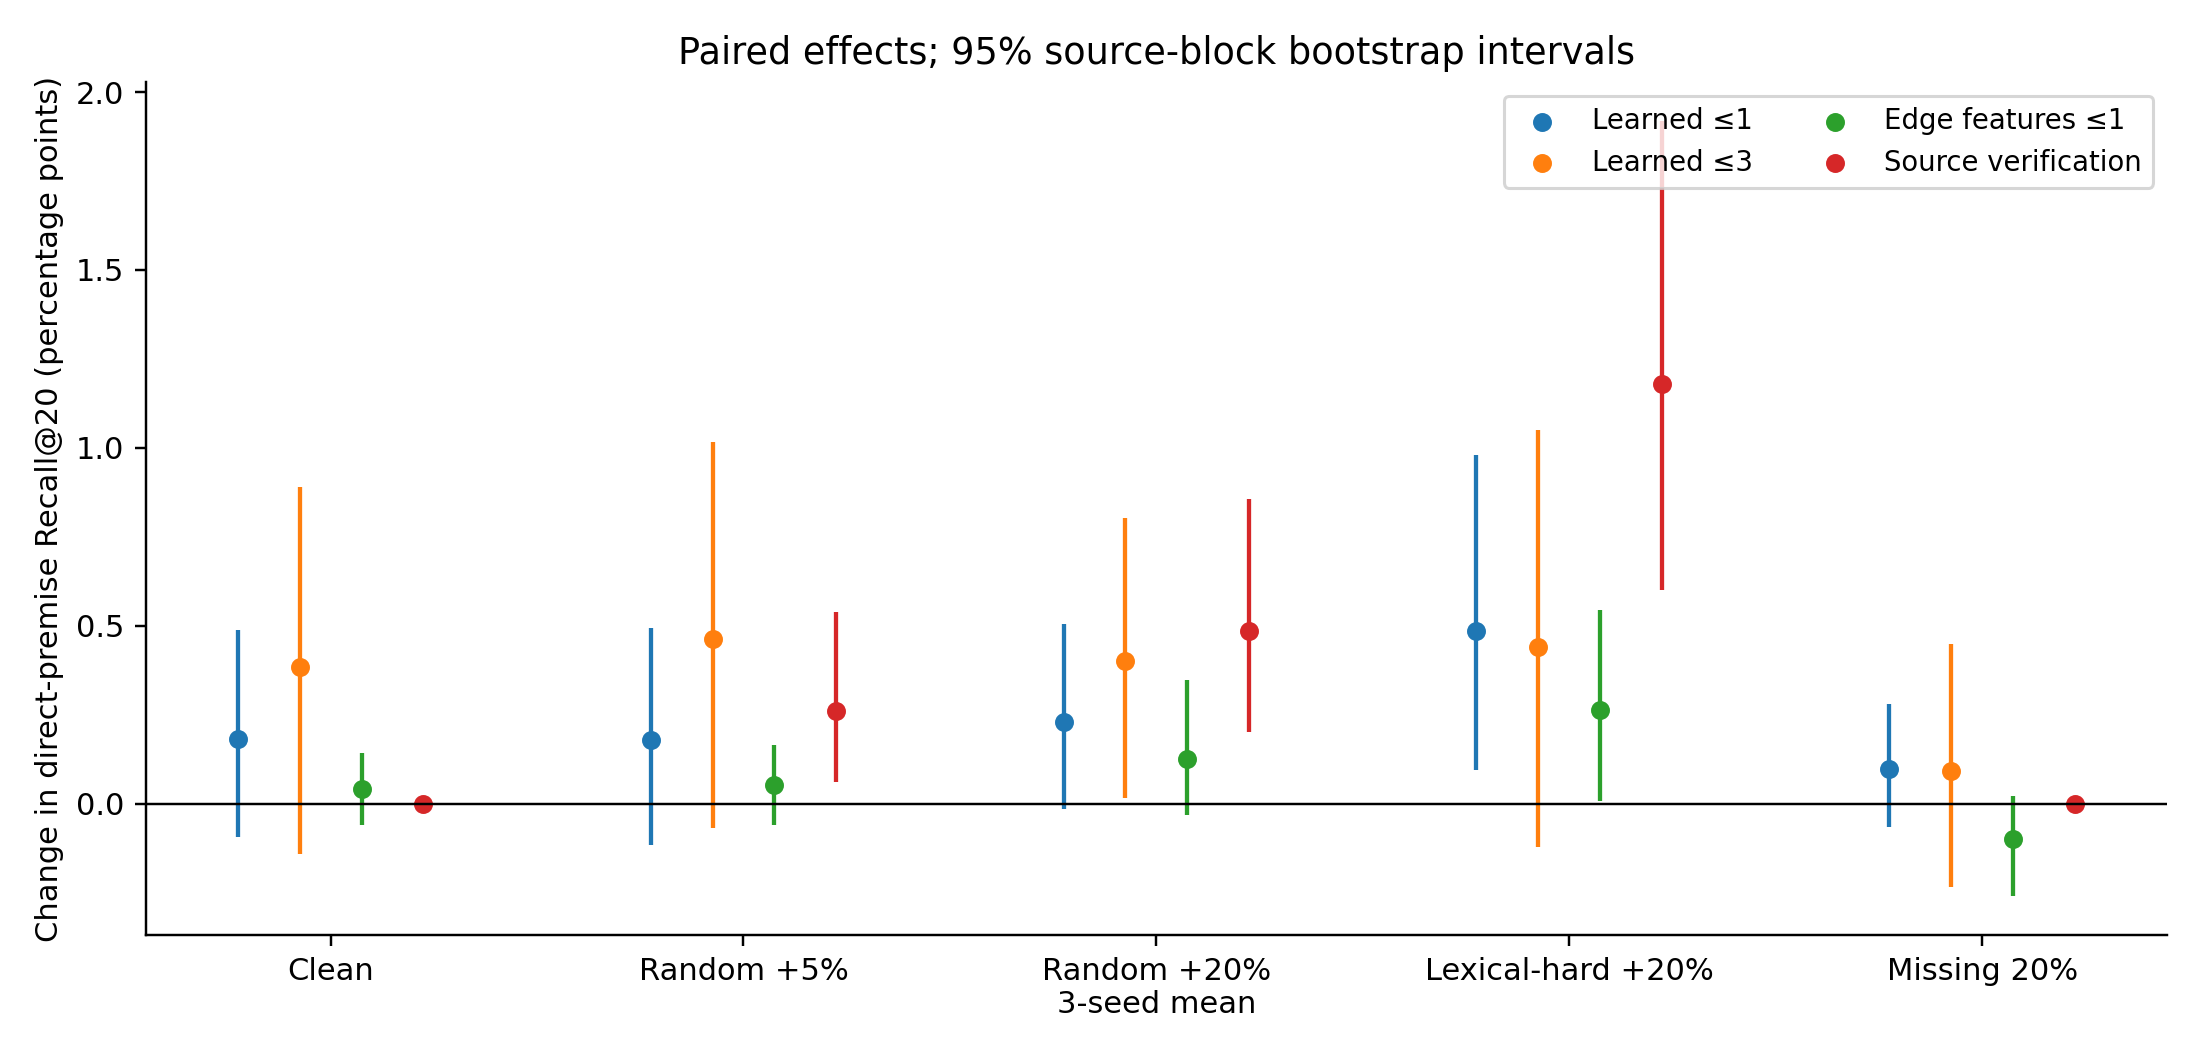 Paired effects; 95% source-block bootstrap intervals
Change in direct-premise Recall@20 (percentage points)
2.0
1.5
1.0
0.5
0.0
Learned ≤1
Learned ≤3
Edge features ≤1
Source verification
Clean
Random +5%
Random +20%
Lexical-hard +20%
Missing 20%
3-seed mean